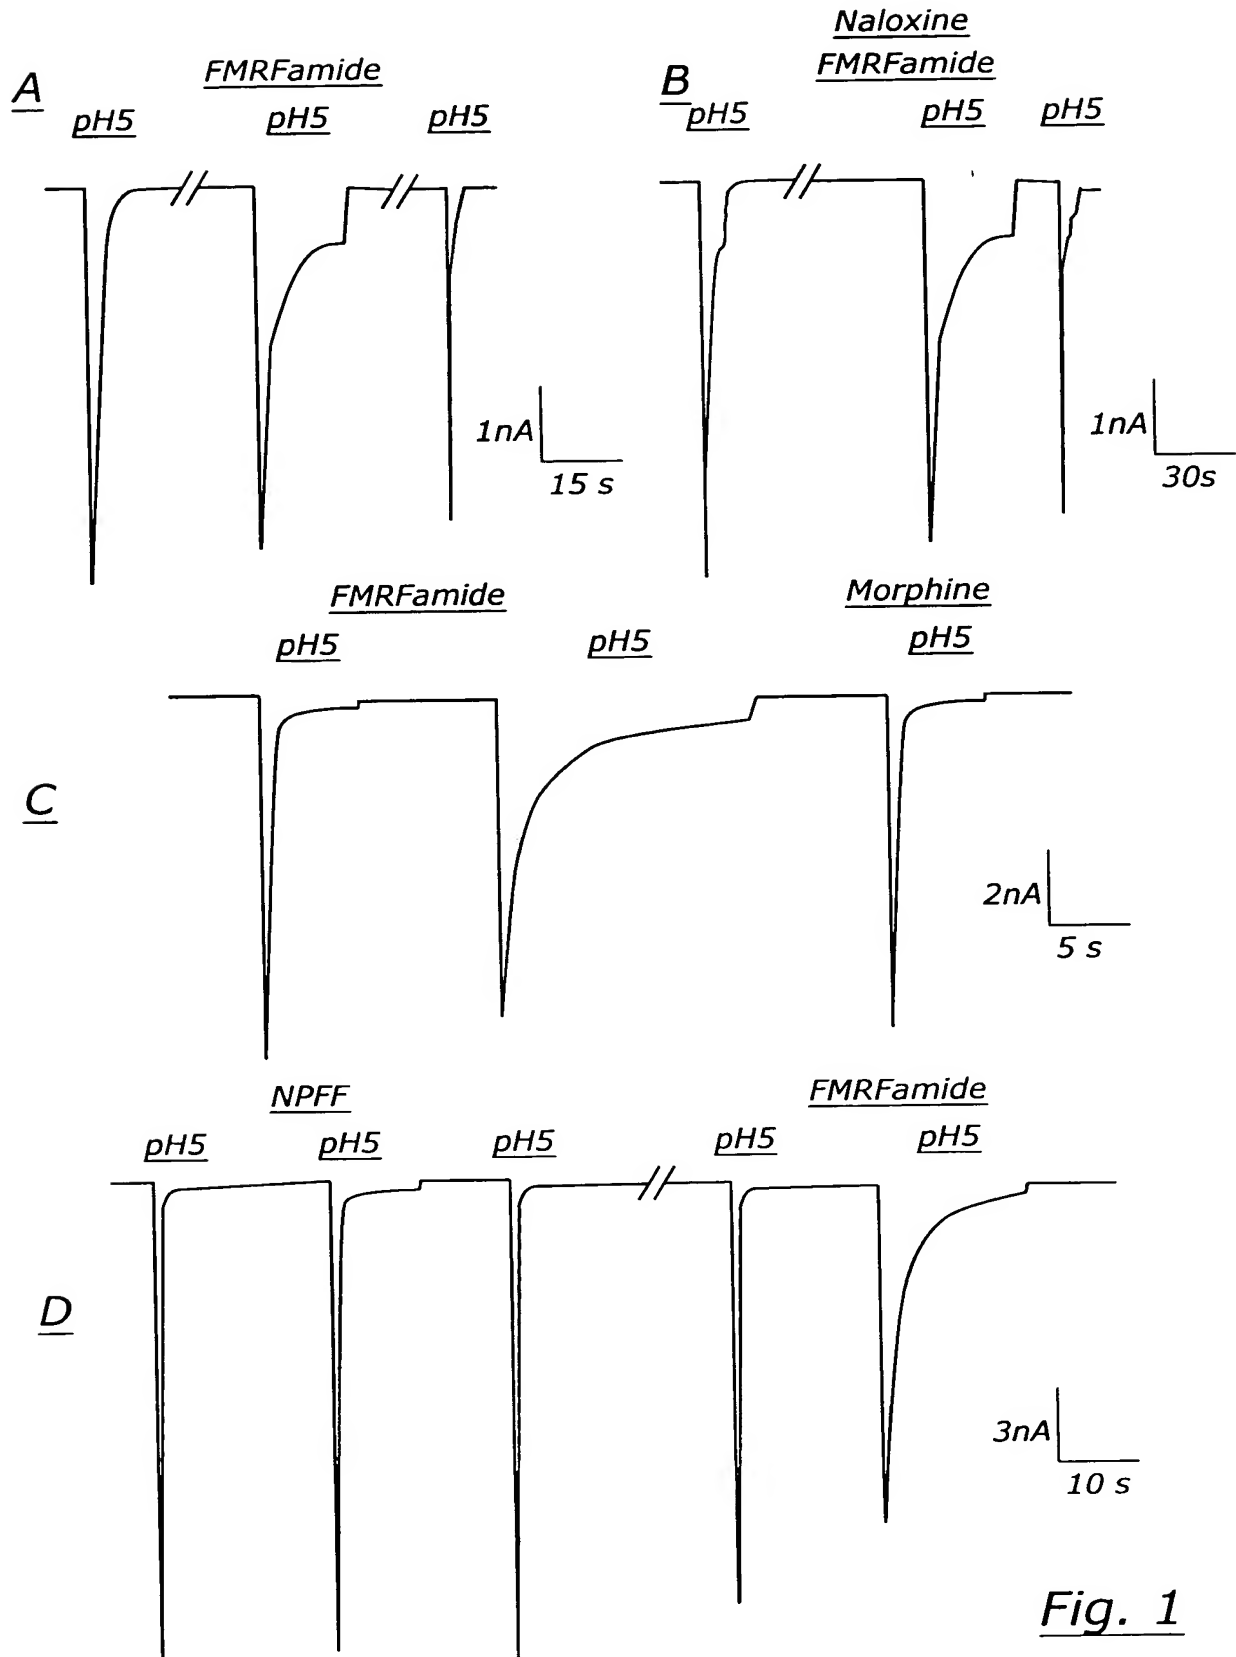 A
FMRFamide
pH5
pH5
pH5
1nA
15 s
B
Naloxine
FMRFamide
pH5
pH5
pH5
1nA
30s
C
FMRFamide
Morphine
pH5
pH5
pH5
2nA
5 s
D
NPFF
FMRFamide
pH5
pH5
pH5
pH5
pH5
3nA
10 s
Fig. 1